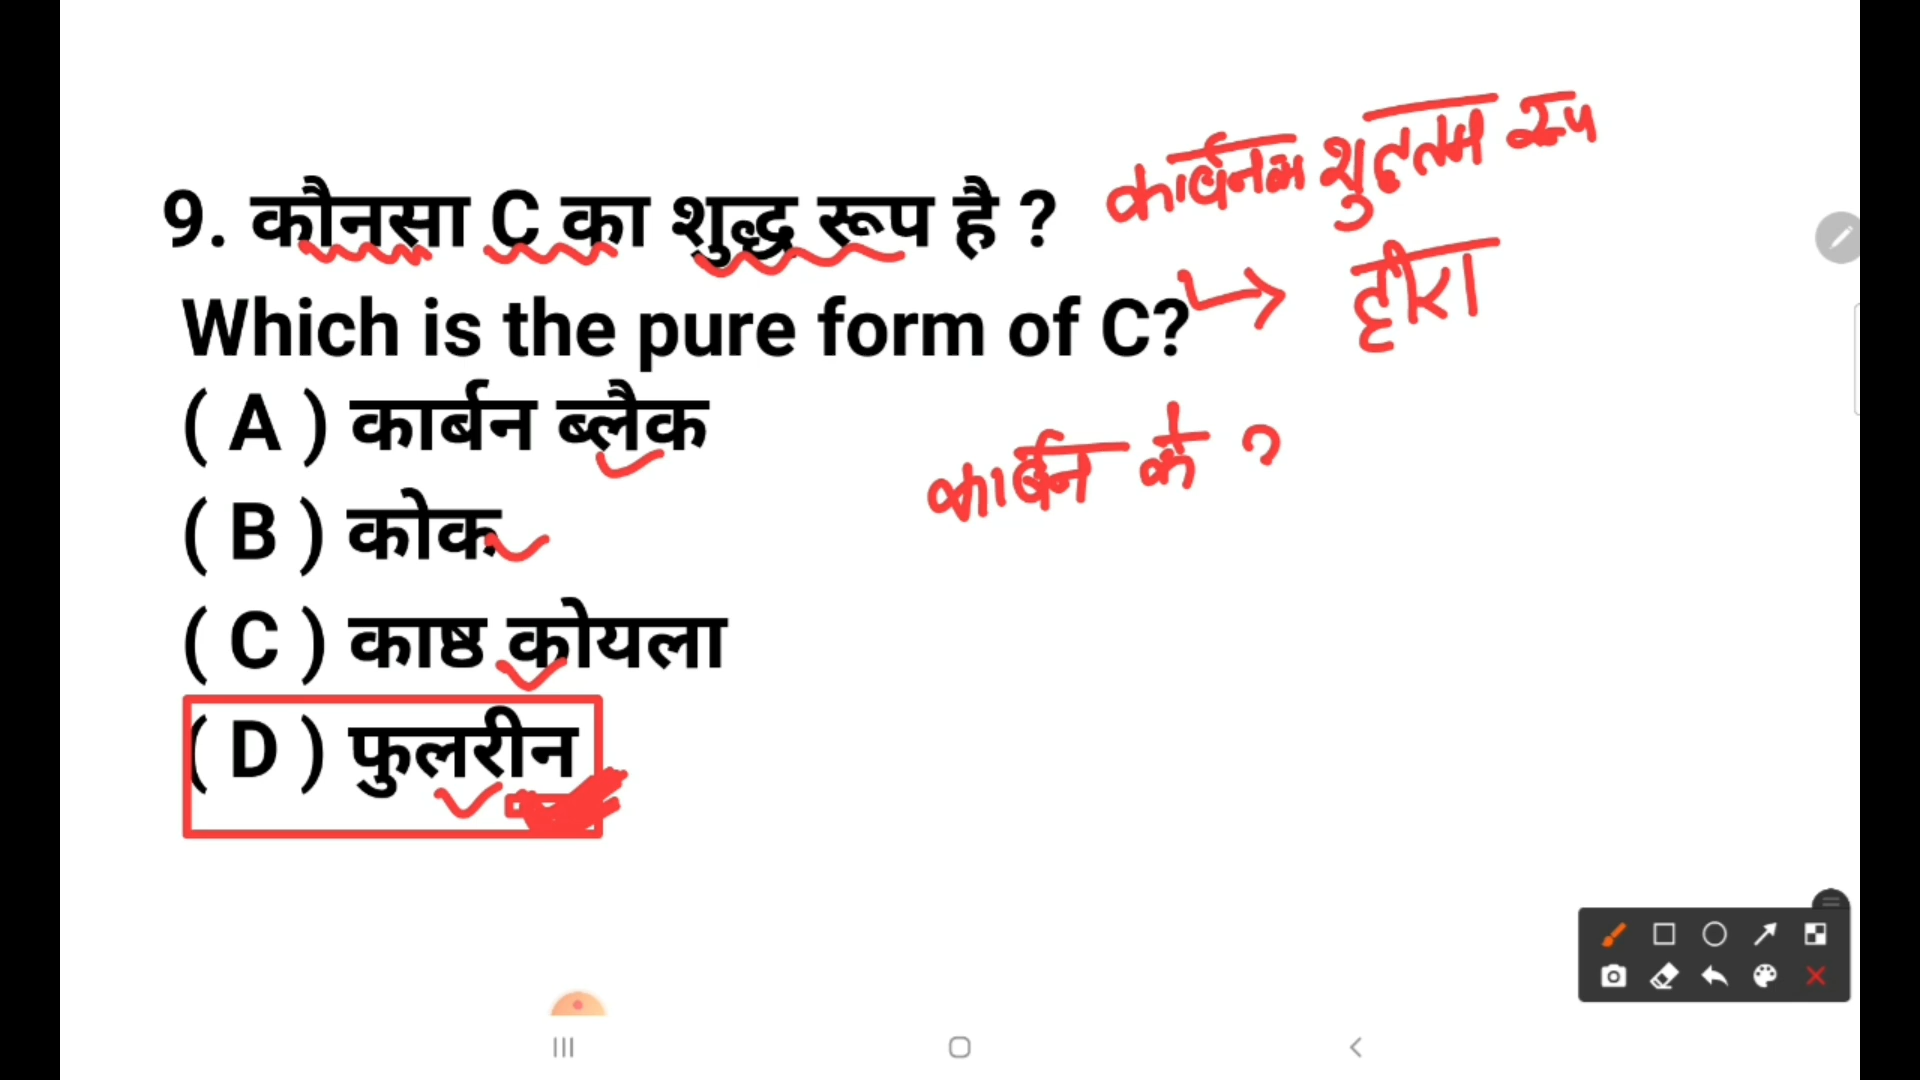 9. कौनसा C का शुद्ध रूप है ?
कार्बनका शुद्धतम रूप
Which is the pure form of C?
→ हीरा
( A ) कार्बन ब्लैक
कार्बन के ?
( B ) कोक
( C ) काष्ठ कोयला
( D ) फुलरीन